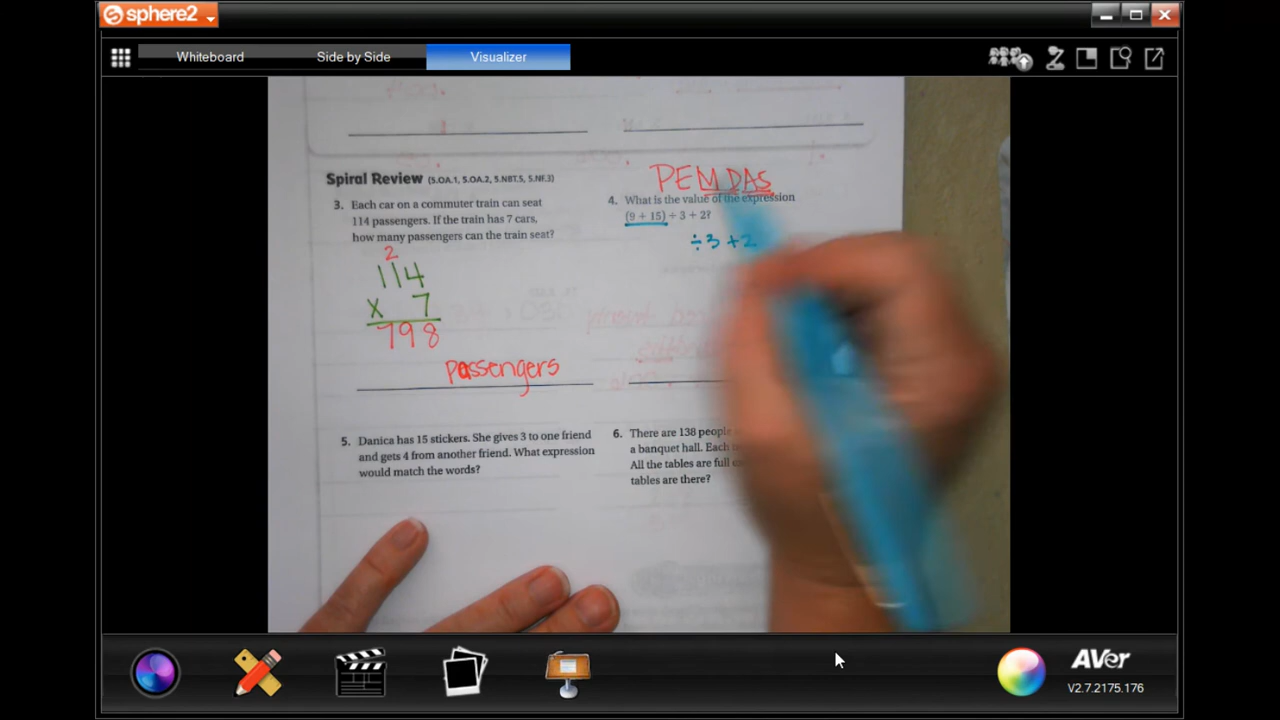 sphere2
Whiteboard Side by Side Visualizer
Spiral Review (5.OA.1, 5.OA.2, 5.NBT.5, 5.NF.3)
3. Each car on a commuter train can seat
114 passengers. If the train has 7 cars,
how many passengers can the train seat?
2
114
x 7
798
passengers
PEMDAS
4. What is the value of the expression
(9 + 15) ÷ 3 + 2?
÷ 3 + 2
5. Danica has 15 stickers. She gives 3 to one friend
and gets 4 from another friend. What expression
would match the words?
6. There are 138 people
a banquet hall. Each
All the tables are full
tables are there?
AVer
V2.7.2175.176